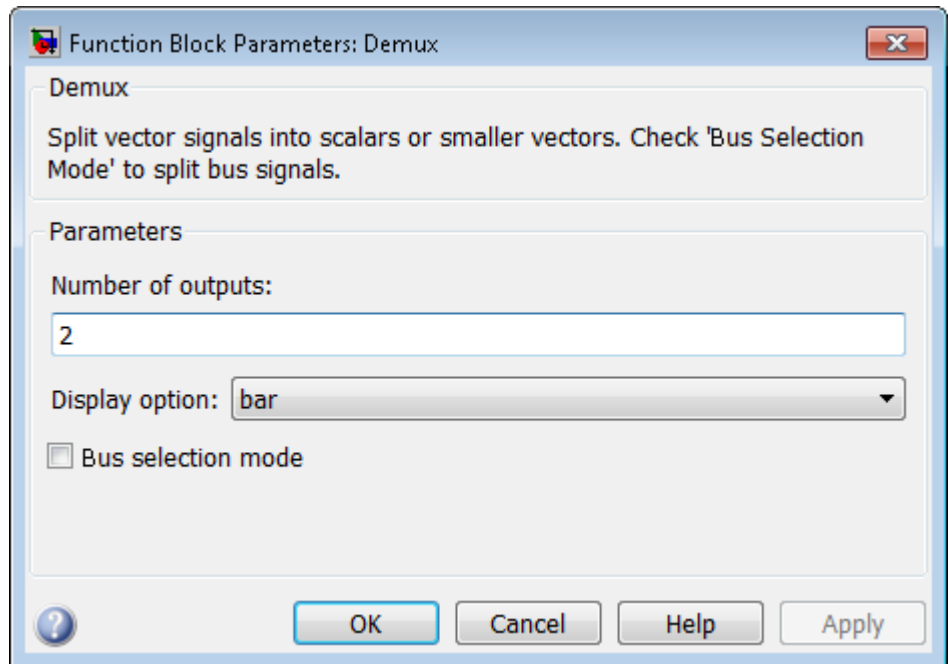 Function Block Parameters: Demux
Demux
Split vector signals into scalars or smaller vectors. Check 'Bus Selection
Mode' to split bus signals.
Parameters
Number of outputs:
2
Display option: bar
Bus selection mode
? OK Cancel Help Apply